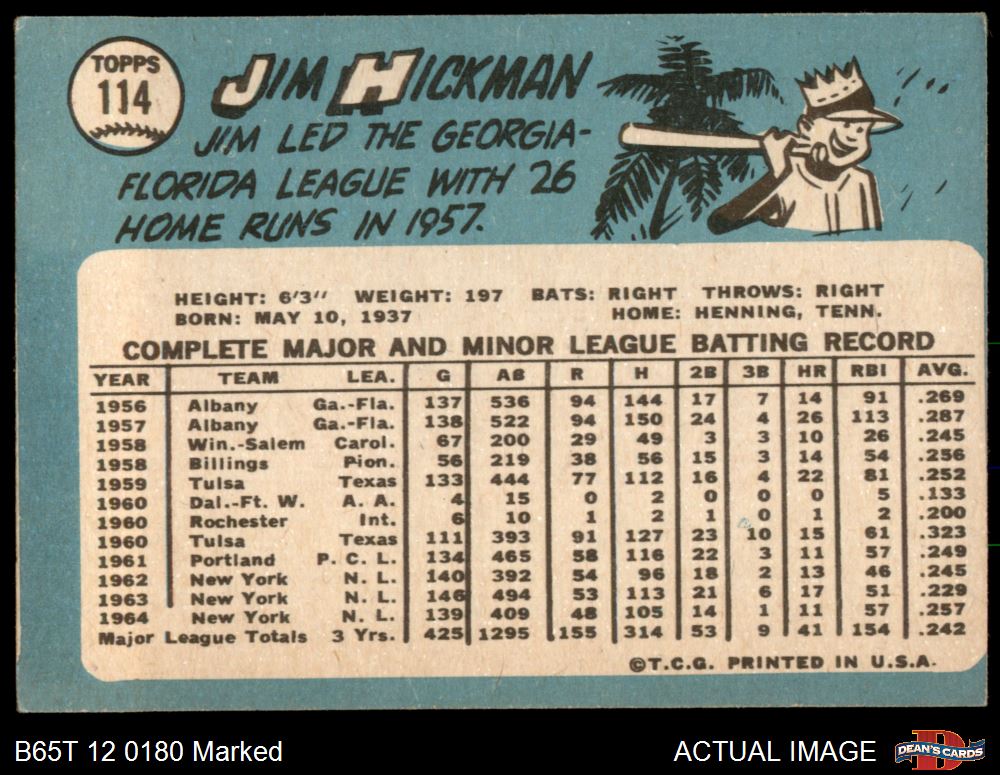 TOPPS
114
JIM HICKMAN
JIM LED THE GEORGIA-
FLORIDA LEAGUE WITH 26
HOME RUNS IN 1957.
HEIGHT: 6'3" WEIGHT: 197 BATS: RIGHT THROWS: RIGHT
BORN: MAY 10, 1937 HOME: HENNING, TENN.
COMPLETE MAJOR AND MINOR LEAGUE BATTING RECORD
YEAR TEAM LEA. G AB R H 2B 3B HR RBI AVG.
1956 Albany Ga.-Fla. 137 536 94 144 17 7 14 91 .269
1957 Albany Ga.-Fla. 138 522 94 150 24 4 26 113 .287
1958 Win.-Salem Carol. 67 200 29 49 3 3 10 26 .245
1958 Billings Pion. 56 219 38 56 15 3 14 54 .256
1959 Tulsa Texas 133 444 77 112 16 4 22 81 .252
1960 Dal.-Ft. W. A. A. 4 15 0 2 0 0 0 5 .133
1960 Rochester Int. 6 10 1 2 1 0 1 2 .200
1960 Tulsa Texas 111 393 91 127 23 10 15 61 .323
1961 Portland P. C. L. 134 465 58 116 22 3 11 57 .249
1962 New York N. L. 140 392 54 96 18 2 13 46 .245
1963 New York N. L. 146 494 53 113 21 6 17 51 .229
1964 New York N. L. 139 409 48 105 14 1 11 57 .257
Major League Totals 3 Yrs. 425 1295 155 314 53 9 41 154 .242
©T.C.G. PRINTED IN U.S.A.
B65T 12 0180 Marked ACTUAL IMAGE DEAN'S CARDS